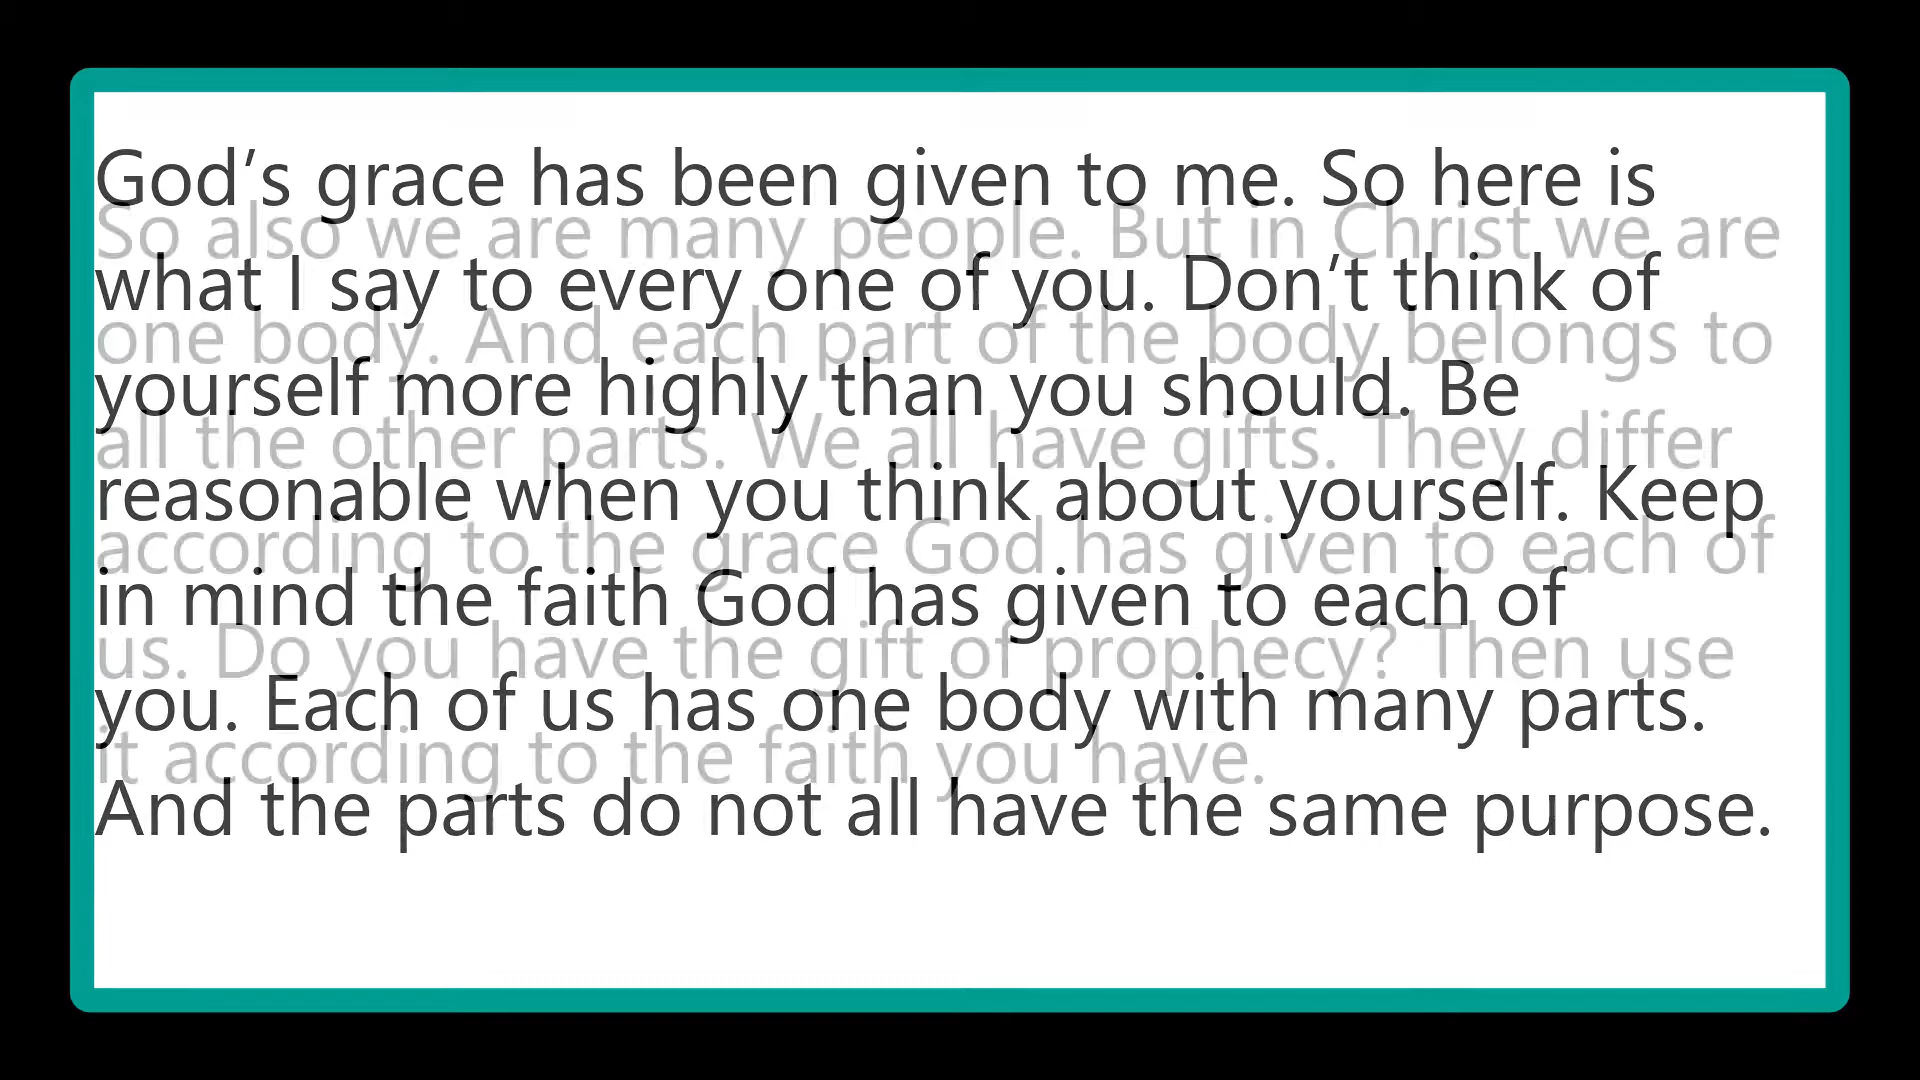 God’s grace has been given to me. So here is
what I say to every one of you. Don’t think of
yourself more highly than you should. Be
reasonable when you think about yourself. Keep
in mind the faith God has given to each of
you. Each of us has one body with many parts.
And the parts do not all have the same purpose.
So also we are many people. But in Christ we are
one body. And each part of the body belongs to
all the other parts. We all have gifts. They differ
according to the grace God has given to each of
us. Do you have the gift of prophecy? Then use
it according to the faith you have.